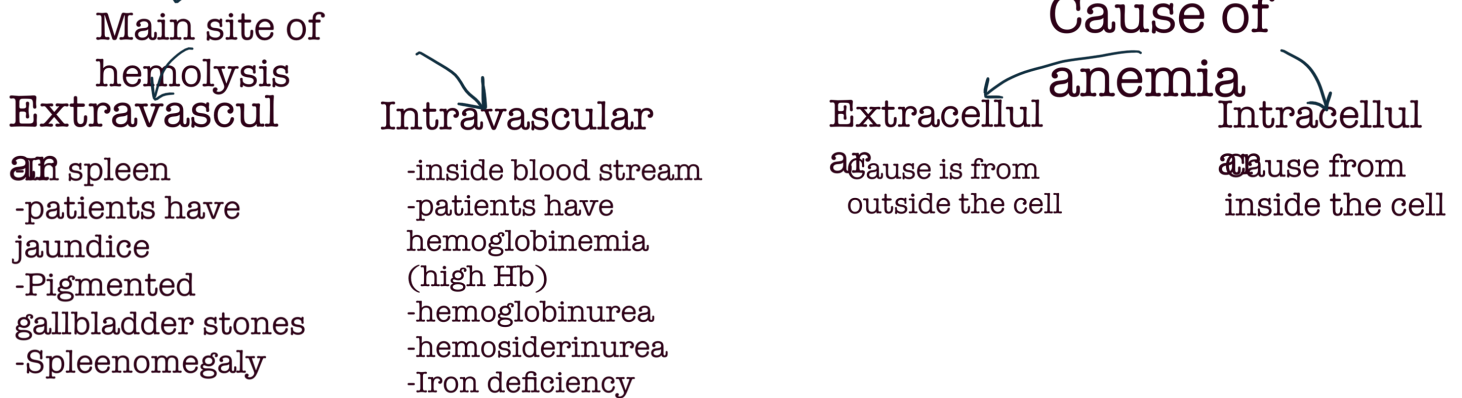 Main site of
hemolysis
Extravascul
ar
-In spleen
-patients have
jaundice
-Pigmented
gallbladder stones
-Spleenomegaly
Intravascular
-inside blood stream
-patients have
hemoglobinemia
(high Hb)
-hemoglobinurea
-hemosiderinurea
-Iron deficiency
Cause of
anemia
Extracellul
ar
Cause is from
outside the cell
Intracellul
ar
Cause from
inside the cell